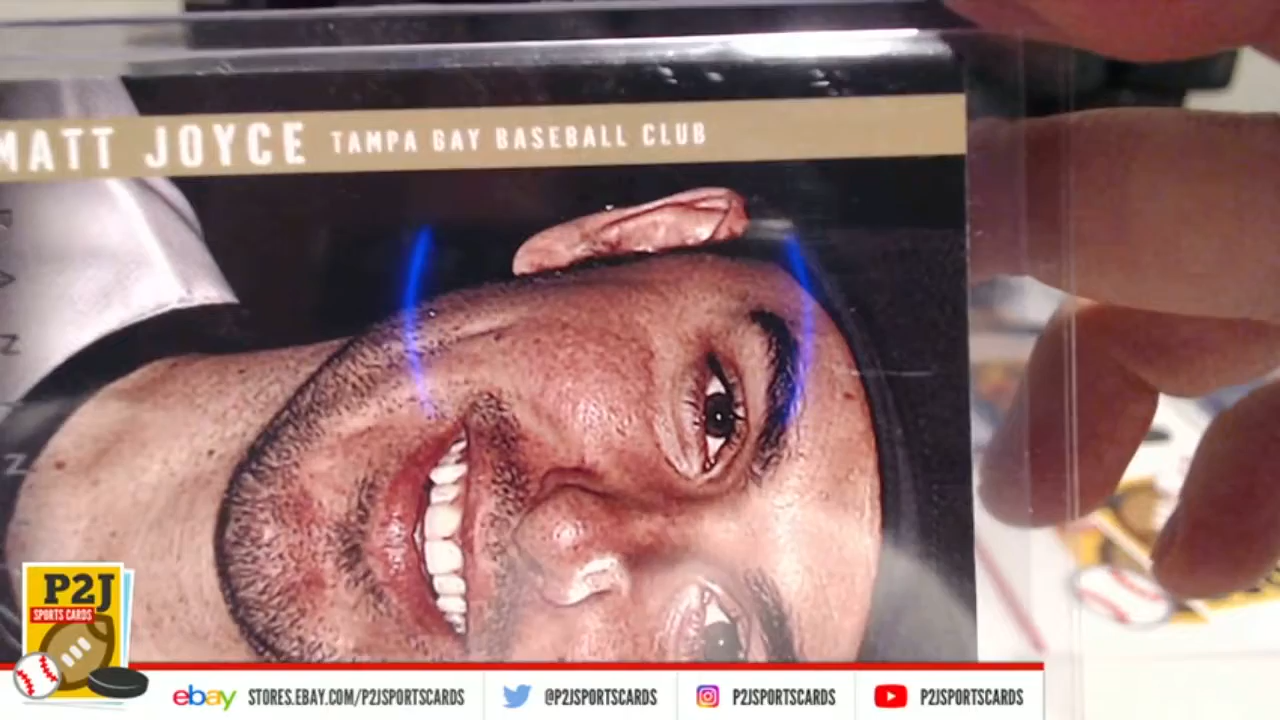 MATT JOYCE TAMPA BAY BASEBALL CLUB
P2J
SPORTS CARDS
ebay STORES.EBAY.COM/P2JSPORTSCARDS @P2JSPORTSCARDS P2JSPORTSCARDS P2JSPORTSCARDS